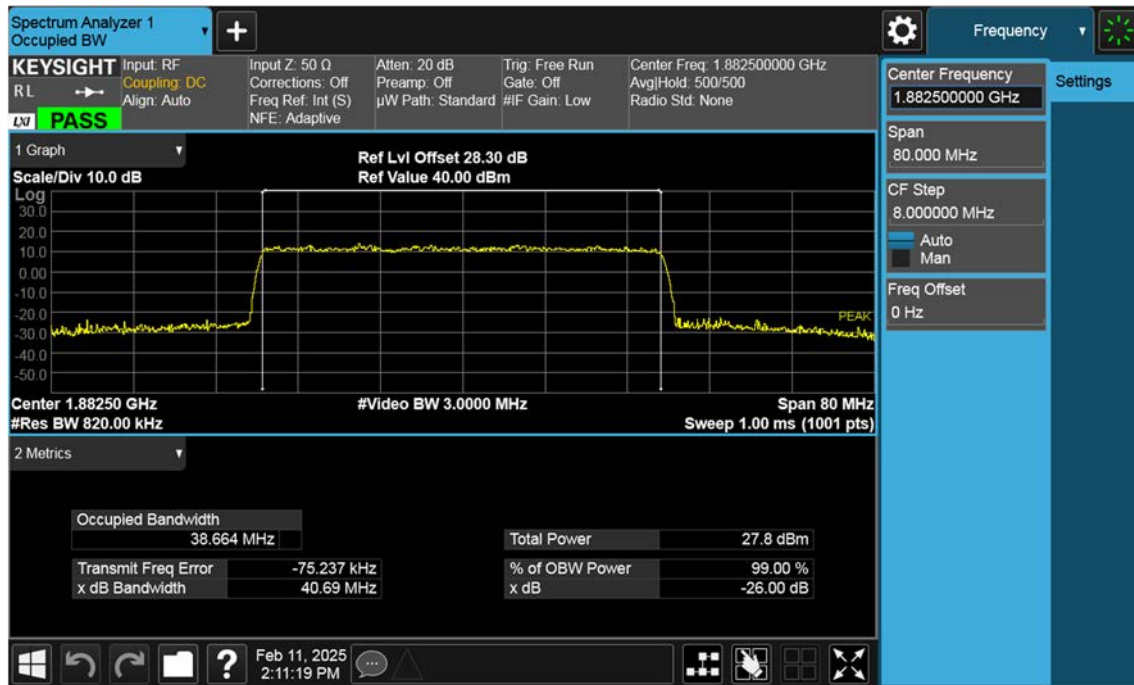 Spectrum Analyzer 1
Occupied BW
+
Frequency
KEYSIGHT
RL
LXI PASS
Input: RF
Coupling: DC
Align: Auto
Input Z: 50 Ω
Corrections: Off
Freq Ref: Int (S)
NFE: Adaptive
Atten: 20 dB
Preamp: Off
µW Path: Standard
Trig: Free Run
Gate: Off
#IF Gain: Low
Center Freq: 1.882500000 GHz
Avg|Hold: 500/500
Radio Std: None
Center Frequency
1.882500000 GHz
Settings
Span
80.000 MHz
CF Step
8.000000 MHz
Auto
Man
Freq Offset
0 Hz
1 Graph
Scale/Div 10.0 dB
Ref Lvl Offset 28.30 dB
Ref Value 40.00 dBm
Log
30.0
20.0
10.0
0.00
-10.0
-20.0
-30.0
-40.0
-50.0
PEAK
Center 1.88250 GHz
#Video BW 3.0000 MHz
Span 80 MHz
#Res BW 820.00 kHz
Sweep 1.00 ms (1001 pts)
2 Metrics
Occupied Bandwidth
38.664 MHz
Total Power 27.8 dBm
Transmit Freq Error -75.237 kHz
% of OBW Power 99.00 %
x dB Bandwidth 40.69 MHz
x dB -26.00 dB
?
Feb 11, 2025
2:11:19 PM